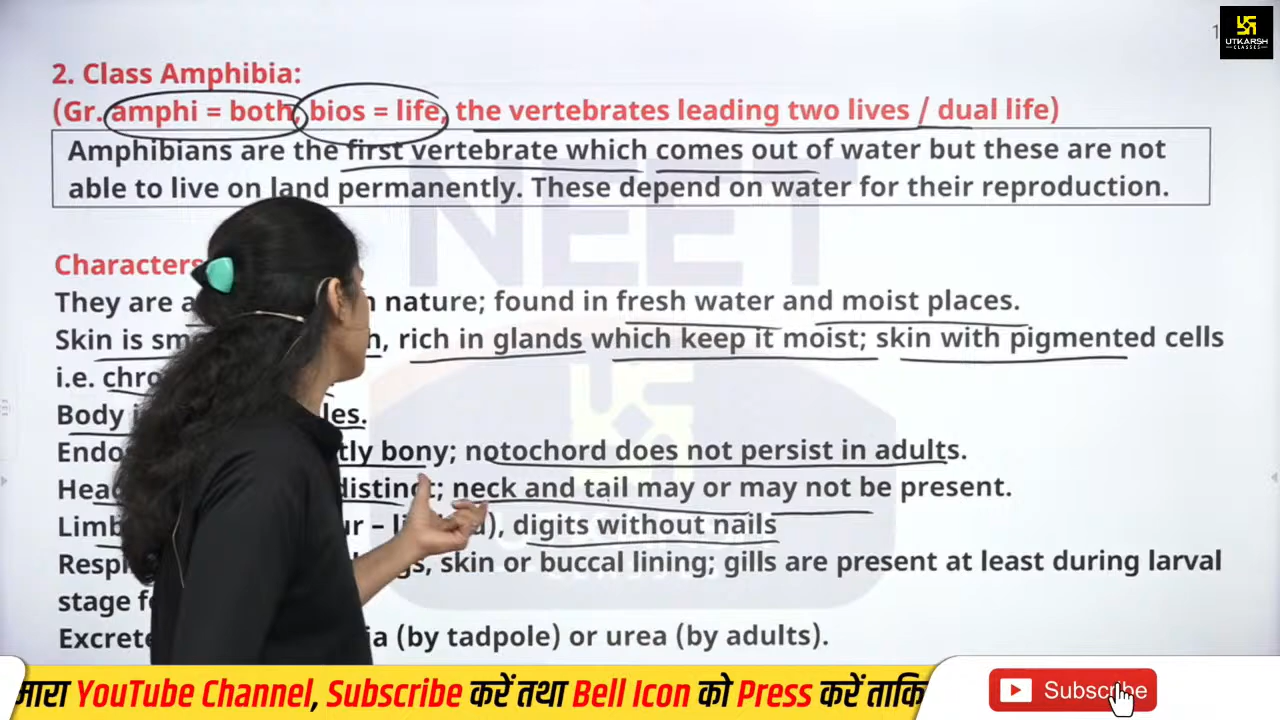 1
UTKARSH
CLASSES
2. Class Amphibia:
(Gr. amphi = both, bios = life, the vertebrates leading two lives / dual life)
Amphibians are the first vertebrate which comes out of water but these are not
able to live on land permanently. These depend on water for their reproduction.
NEET
Characters
They are a n nature; found in fresh water and moist places.
Skin is sm h, rich in glands which keep it moist; skin with pigmented cells
i.e. chro
Body i les.
Endos tly bony; notochord does not persist in adults.
Head distinct; neck and tail may or may not be present.
Limb ur – li d), digits without nails
Respi gs, skin or buccal lining; gills are present at least during larval
stage f
Excrete ia (by tadpole) or urea (by adults).
मारा YouTube Channel, Subscribe करें तथा Bell Icon को Press करें ताकि
Subscribe